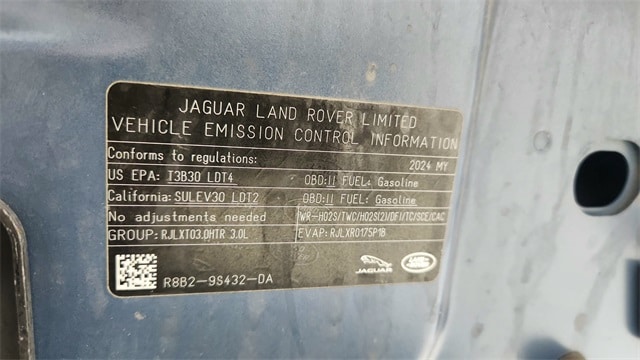 JAGUAR LAND ROVER LIMITED
VEHICLE EMISSION CONTROL INFORMATION
Conforms to regulations: 2024 MY
US EPA: T3B30 LDT4 OBD:II FUEL: Gasoline
California: SULEV30 LDT2 OBD:II FUEL: Gasoline
No adjustments needed WR-HO2S/TWC/HO2S(2)/DFI/TC/SCE/CAC
GROUP: RJLXT03.0HTR 3.0L EVAP: RJLXR0175P1B
R8B2-9S432-DA JAGUAR